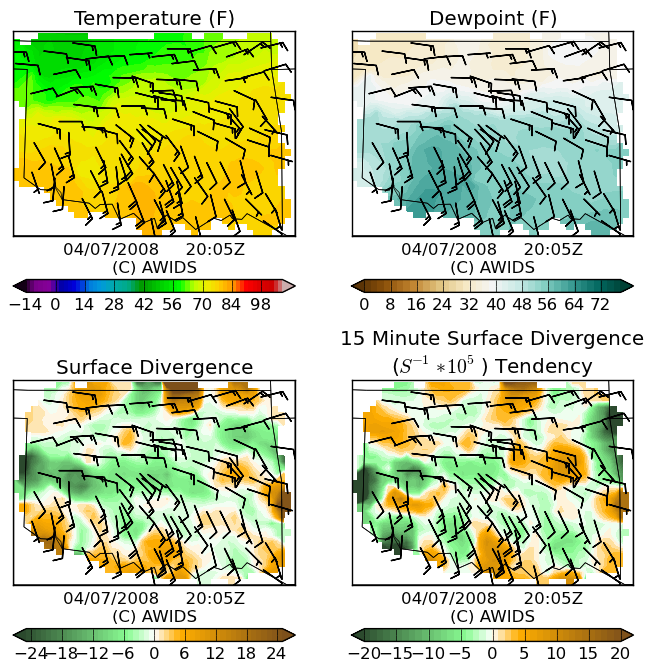 Temperature (F)
Dewpoint (F)
04/07/2008 20:05Z
(C) AWIDS
−14 0 14 28 42 56 70 84 98
04/07/2008 20:05Z
(C) AWIDS
0 8 16 24 32 40 48 56 64 72
Surface Divergence
15 Minute Surface Divergence
(S⁻¹ *10⁵ ) Tendency
04/07/2008 20:05Z
(C) AWIDS
−24 −18 −12 −6 0 6 12 18 24
04/07/2008 20:05Z
(C) AWIDS
−20 −15 −10 −5 0 5 10 15 20